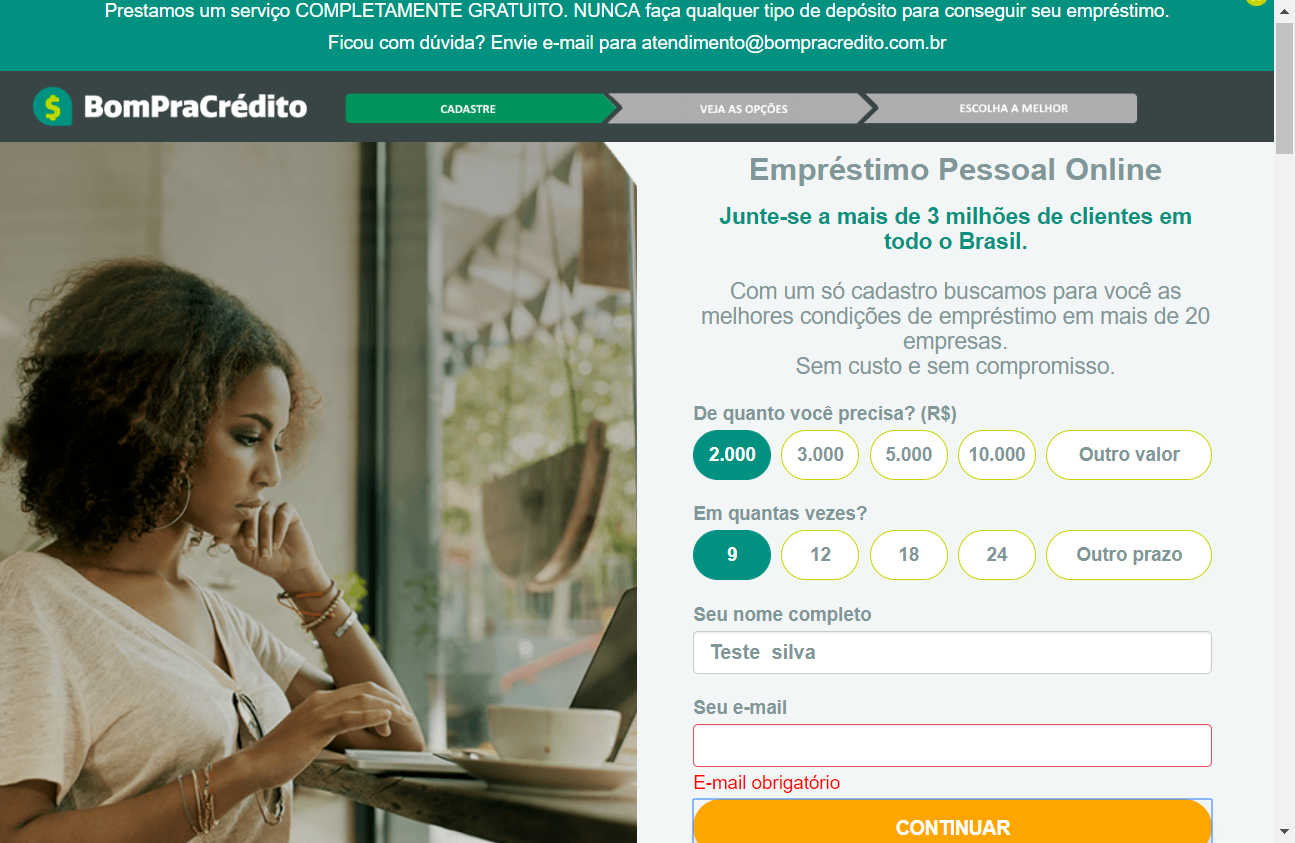 Prestamos um serviço COMPLETAMENTE GRATUITO. NUNCA faça qualquer tipo de depósito para conseguir seu empréstimo.
Ficou com dúvida? Envie e-mail para atendimento@bompracredito.com.br
$ BomPraCrédito
CADASTRE
VEJA AS OPÇÕES
ESCOLHA A MELHOR
Empréstimo Pessoal Online
Junte-se a mais de 3 milhões de clientes em
todo o Brasil.
Com um só cadastro buscamos para você as
melhores condições de empréstimo em mais de 20
empresas.
Sem custo e sem compromisso.
De quanto você precisa? (R$)
2.000 3.000 5.000 10.000 Outro valor
Em quantas vezes?
9 12 18 24 Outro prazo
Seu nome completo
Teste  silva
Seu e-mail
E-mail obrigatório
CONTINUAR